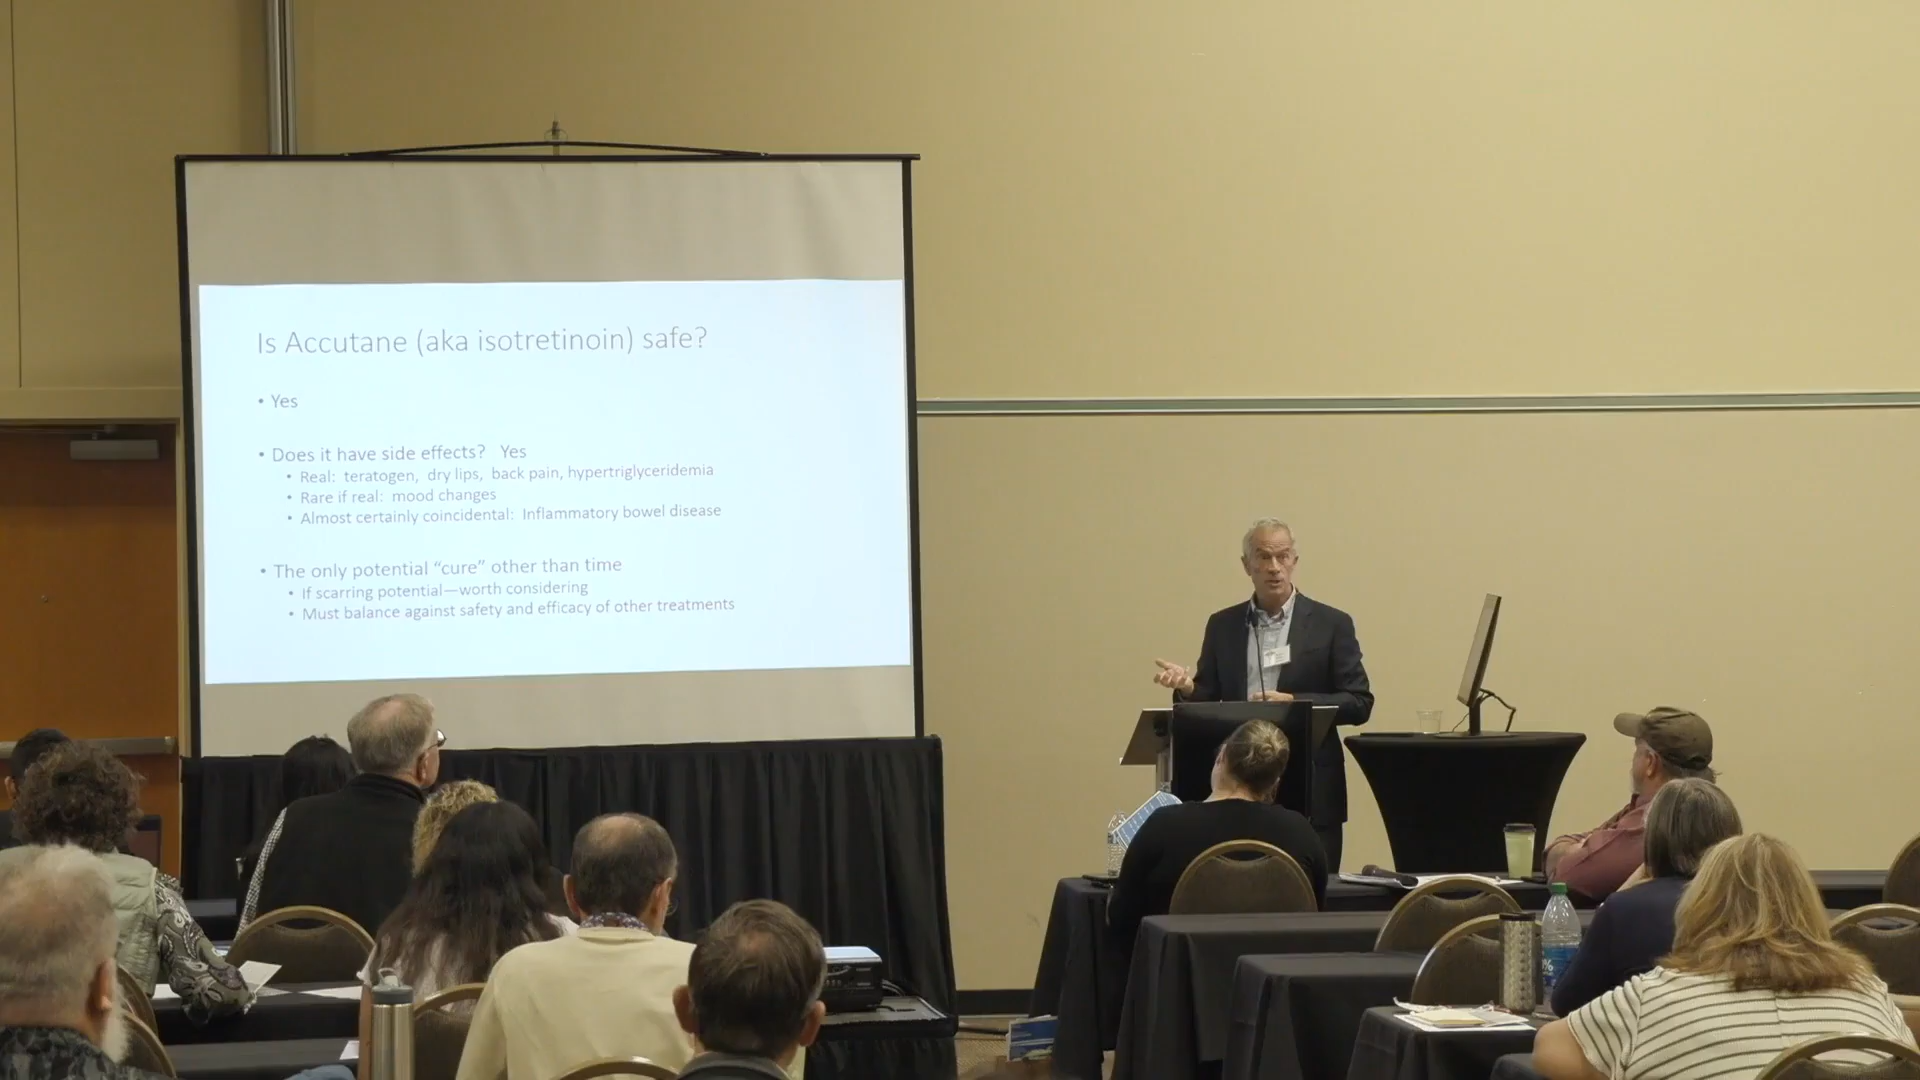 Is Accutane (aka isotretinoin) safe?
• Yes
• Does it have side effects? Yes
• Real: teratogen, dry lips, back pain, hypertriglyceridemia
• Rare if real: mood changes
• Almost certainly coincidental: Inflammatory bowel disease
• The only potential “cure” other than time
• If scarring potential—worth considering
• Must balance against safety and efficacy of other treatments